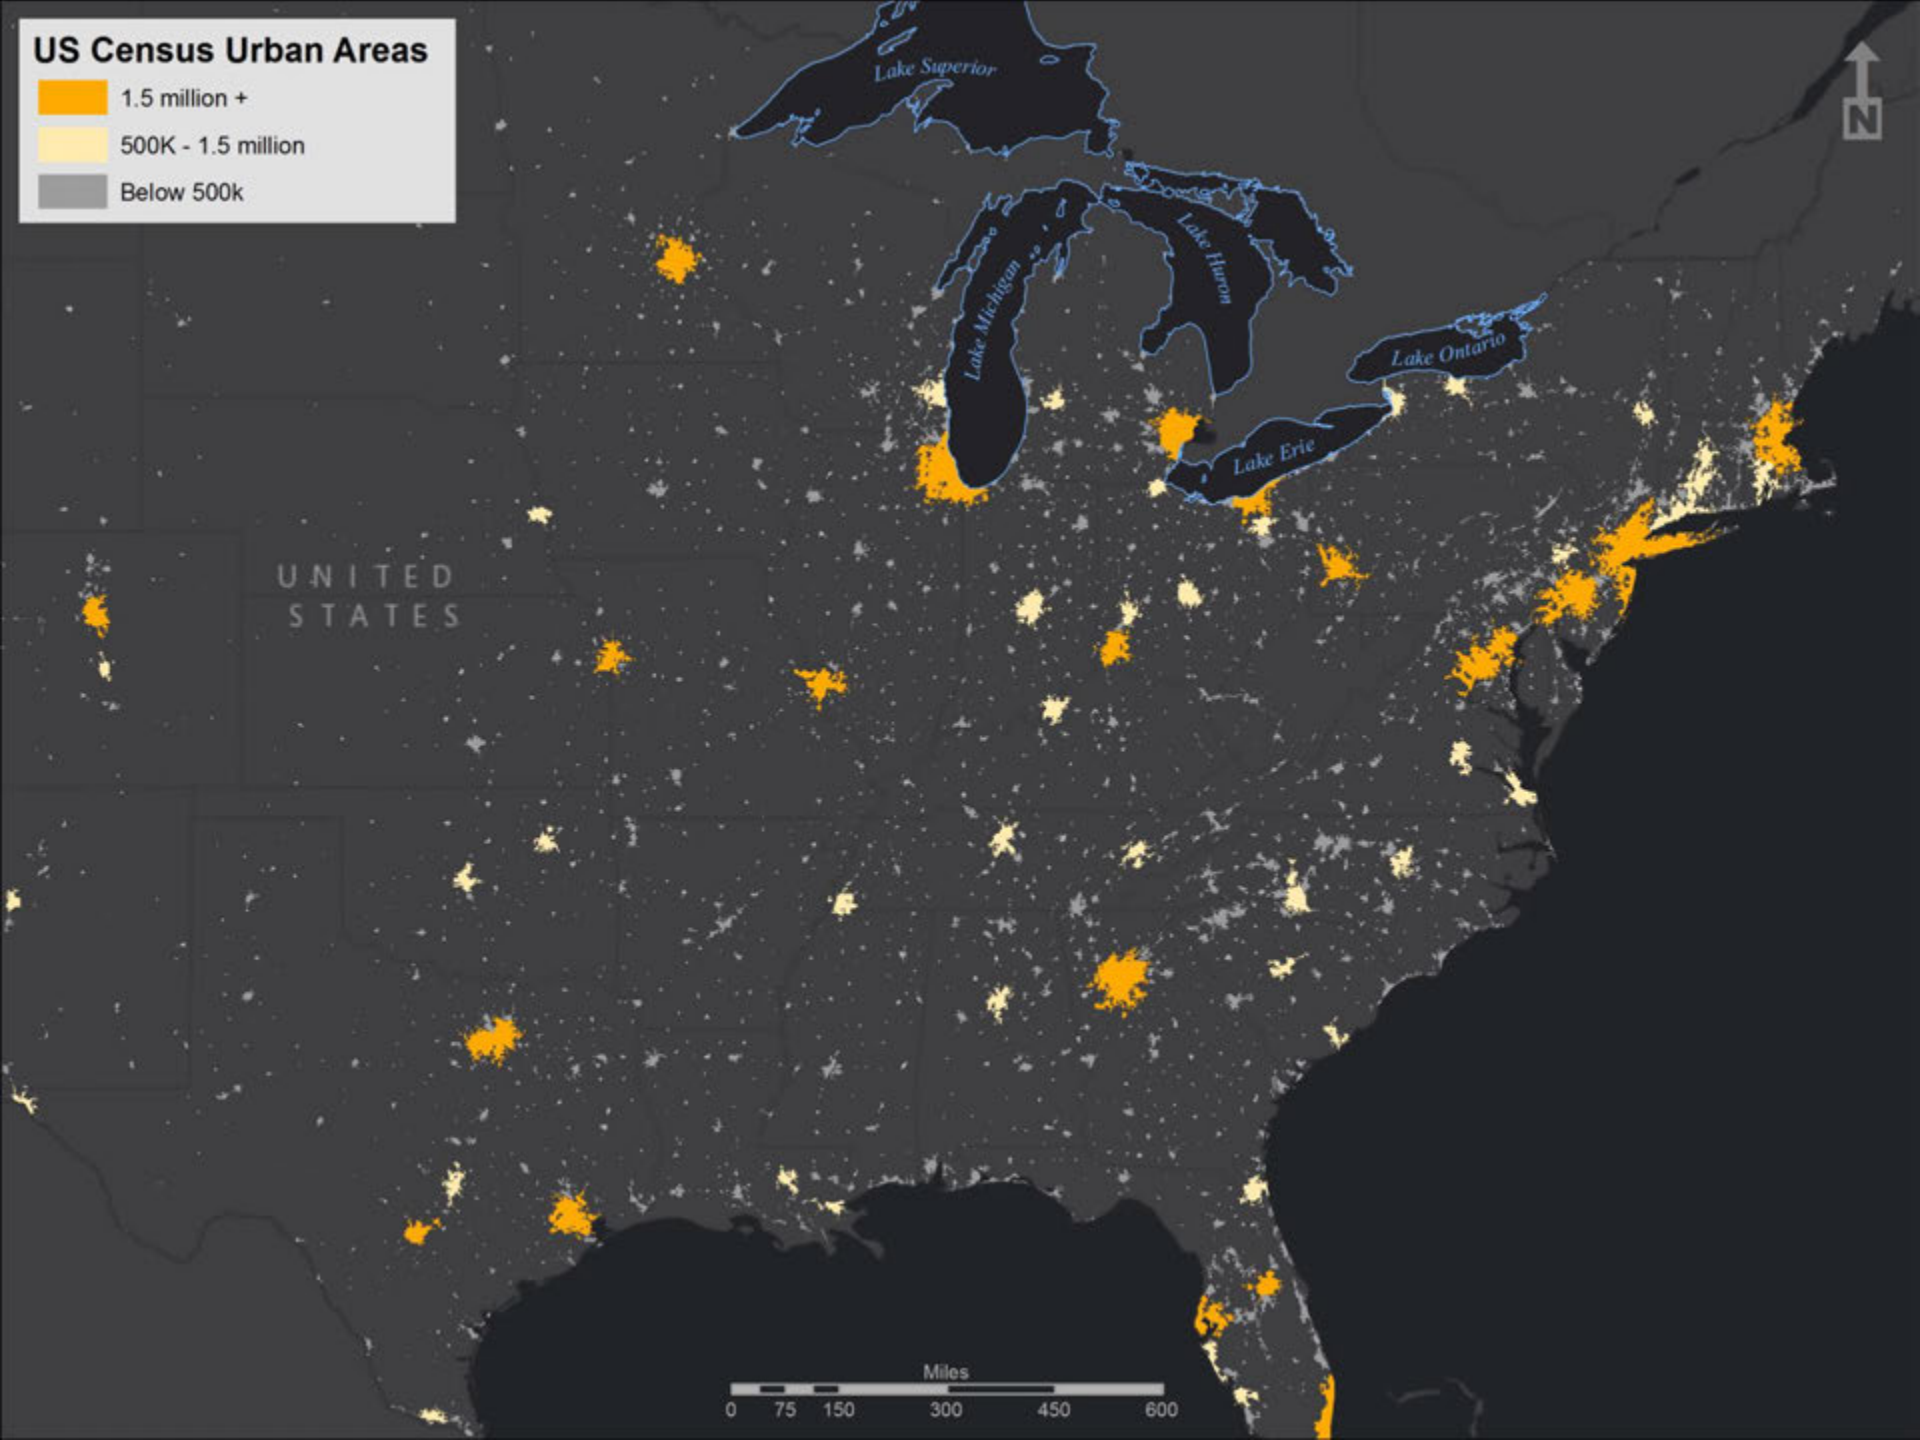 US Census Urban Areas
1.5 million +
500K - 1.5 million
Below 500k
N
Lake Superior
Lake Michigan
Lake Huron
Lake Ontario
Lake Erie
UNITED
STATES
Miles
0 75 150 300 450 600